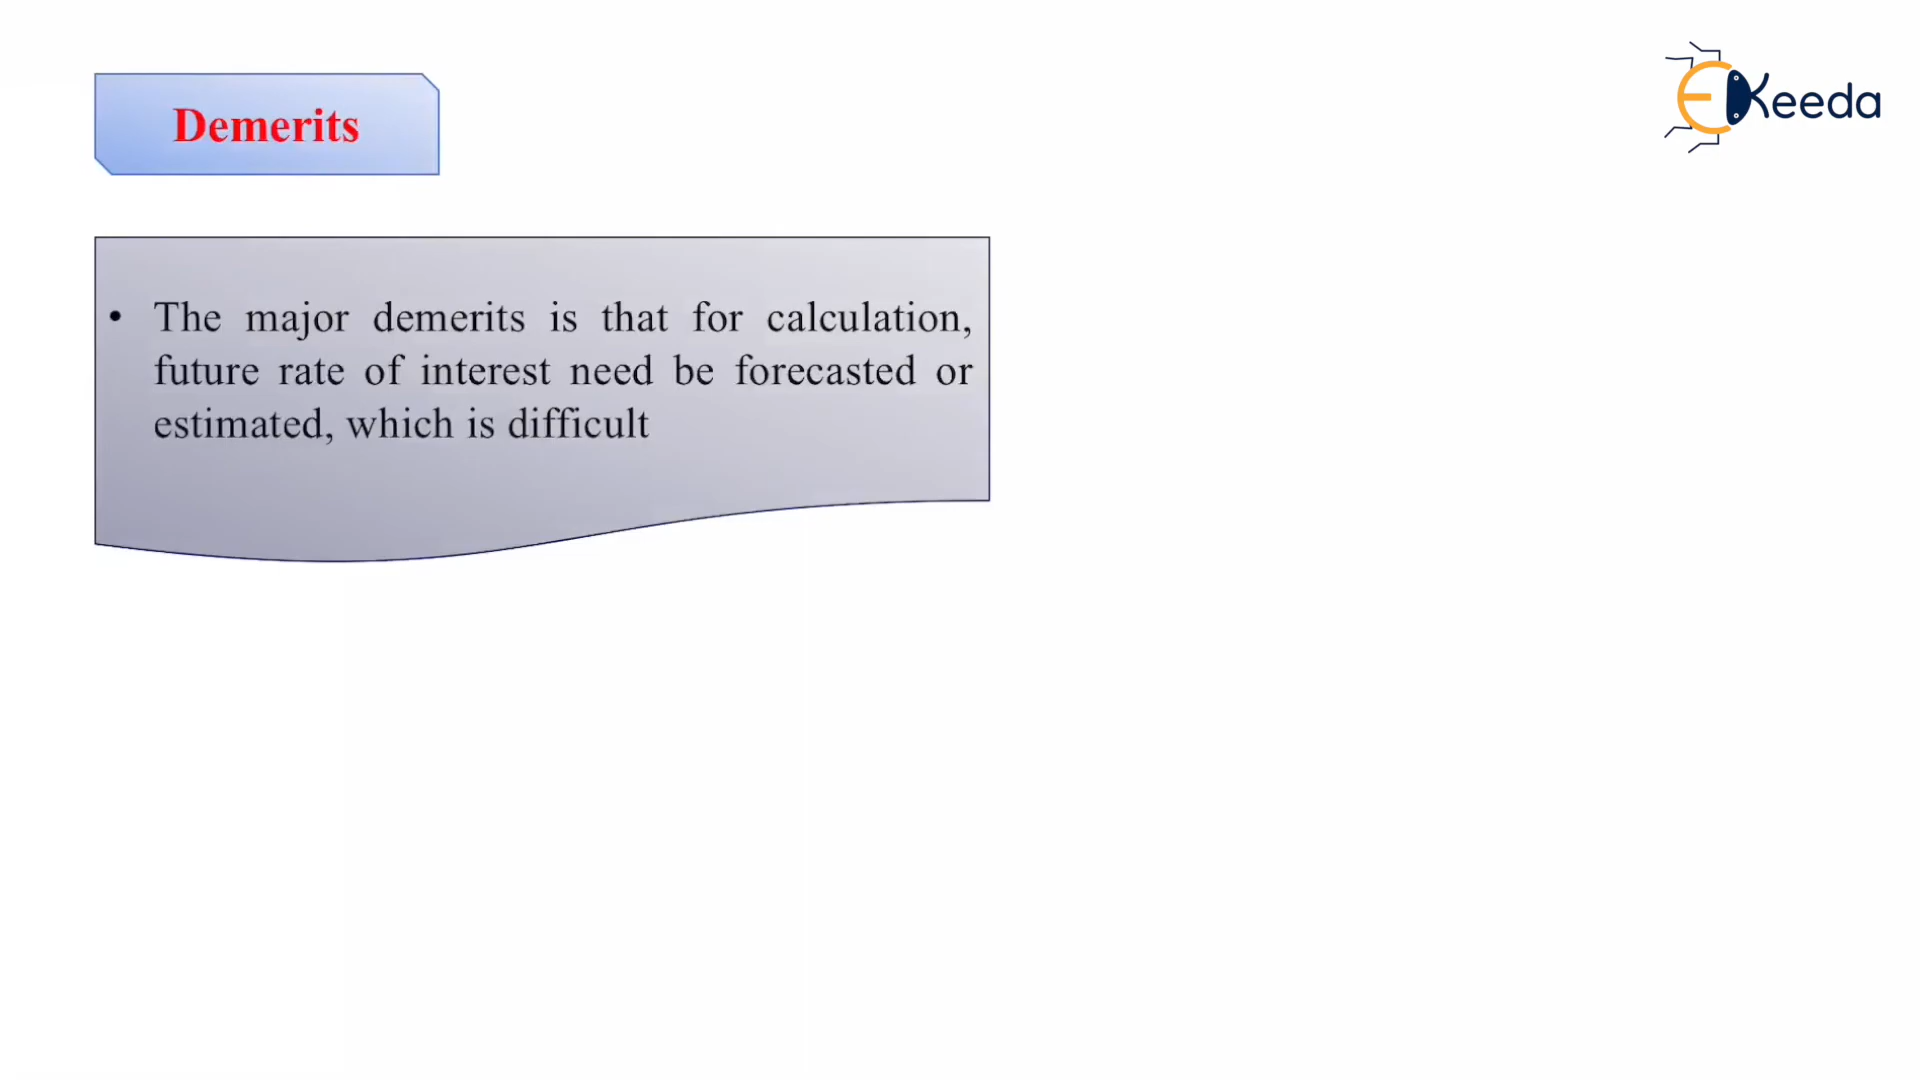 Demerits
EKeeda
• The major demerits is that for calculation,
future rate of interest need be forecasted or
estimated, which is difficult